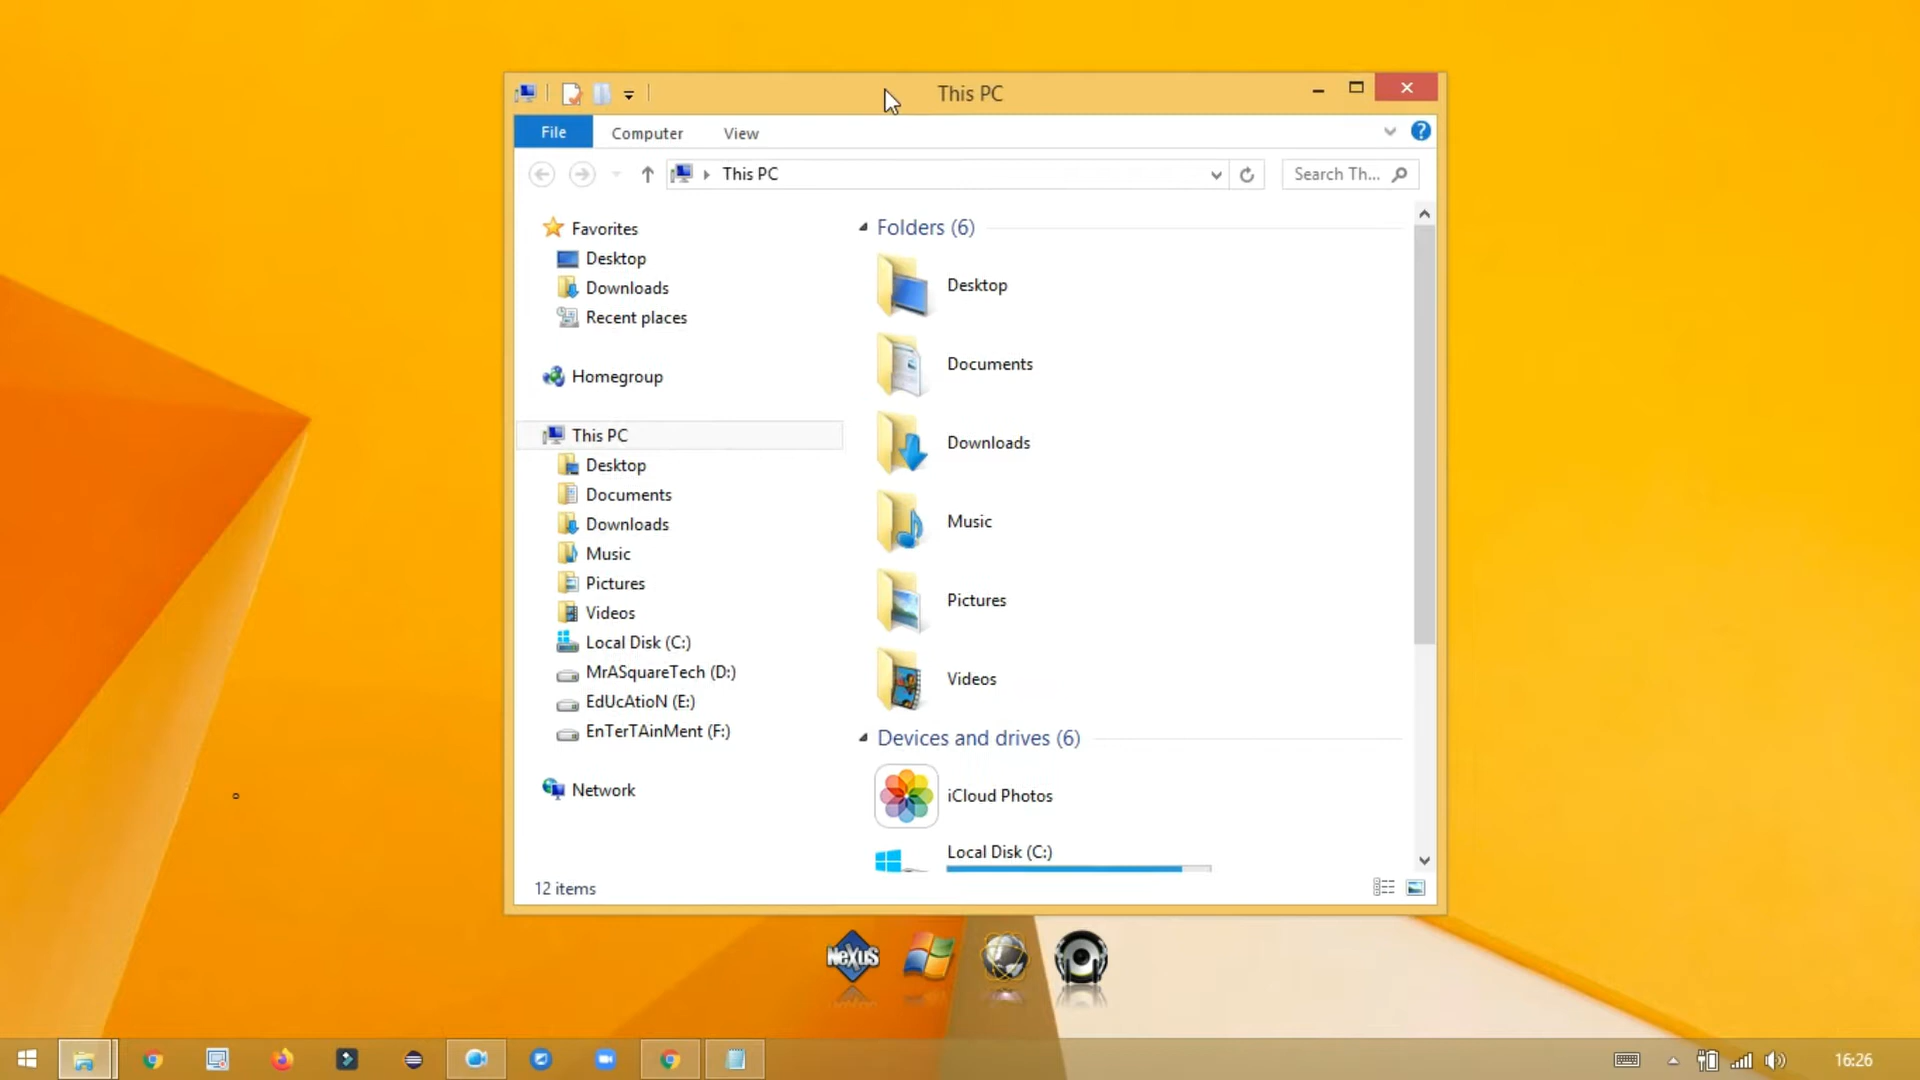 This PC
File Computer View
This PC
Search Th...
Favorites
Desktop
Downloads
Recent places
Homegroup
This PC
Desktop
Documents
Downloads
Music
Pictures
Videos
Local Disk (C:)
MrASquareTech (D:)
EdUcAtioN (E:)
EnTerTAinMent (F:)
Network
Folders (6)
Desktop
Documents
Downloads
Music
Pictures
Videos
Devices and drives (6)
iCloud Photos
Local Disk (C:)
12 items
NeXuS
16:26